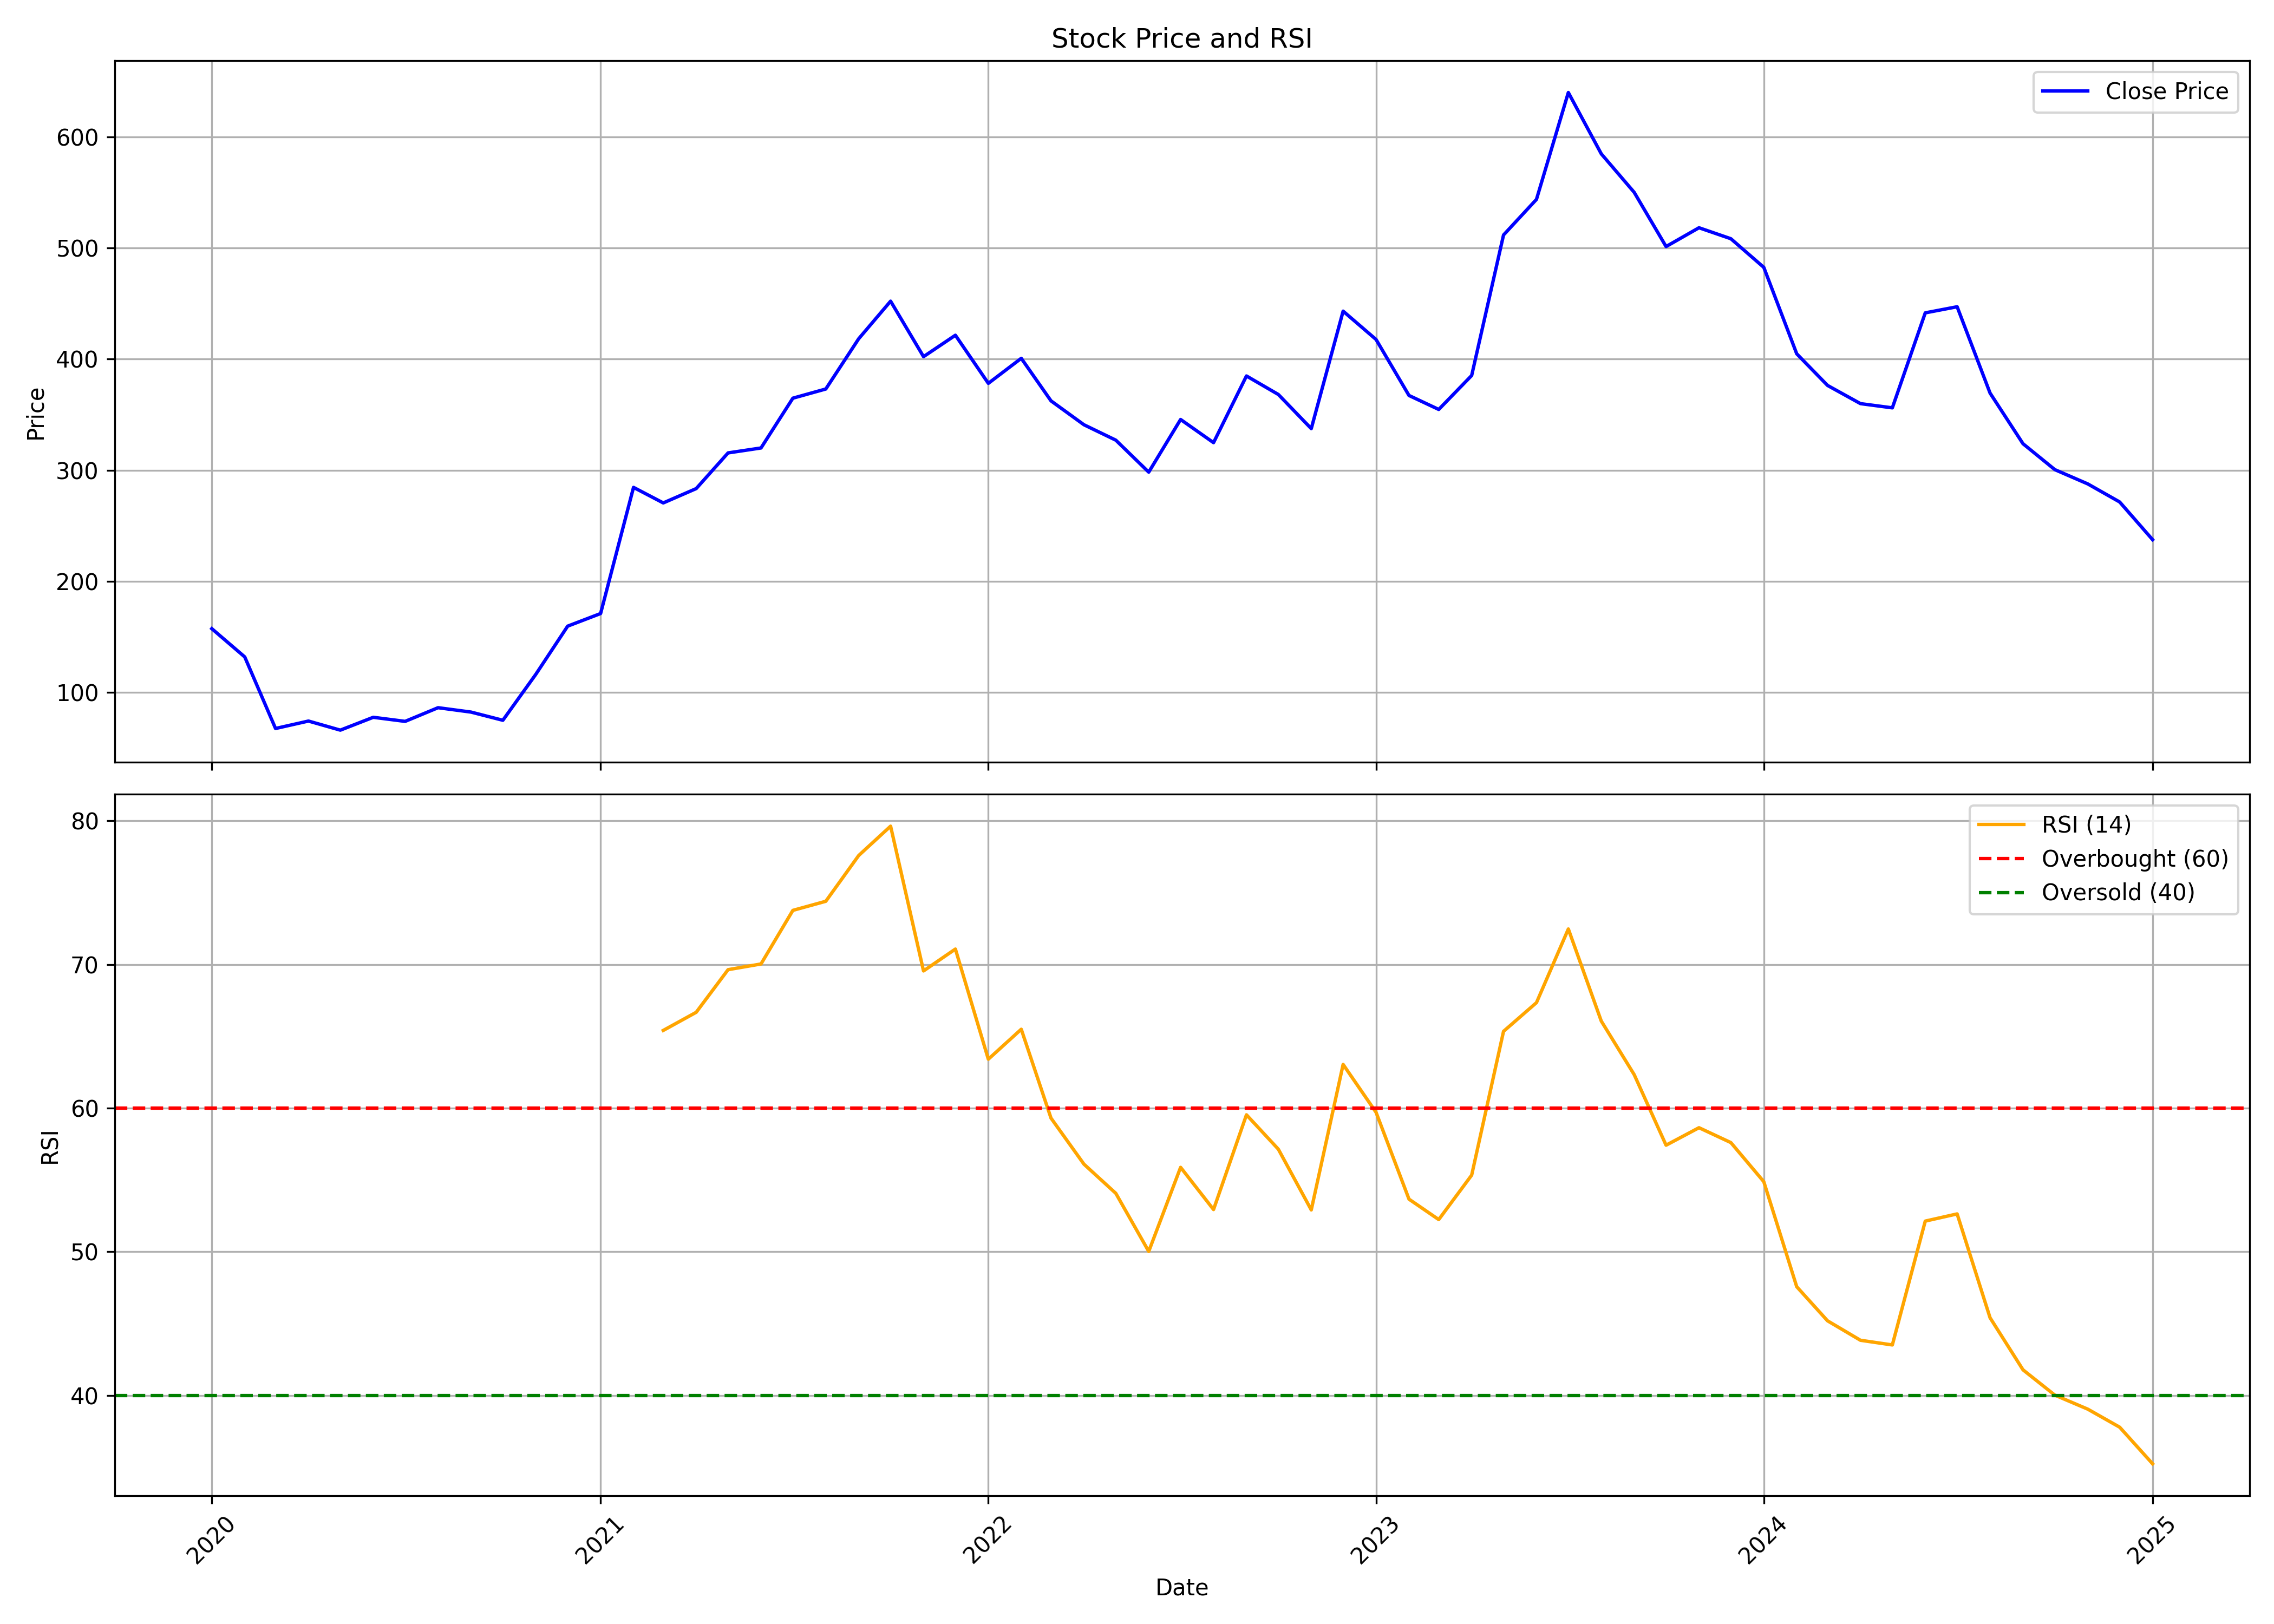 Stock Price and RSI
Close Price
600
500
400
300
200
100
Price
80
70
60
50
40
RSI
RSI (14)
Overbought (60)
Oversold (40)
2020
2021
2022
2023
2024
2025
Date